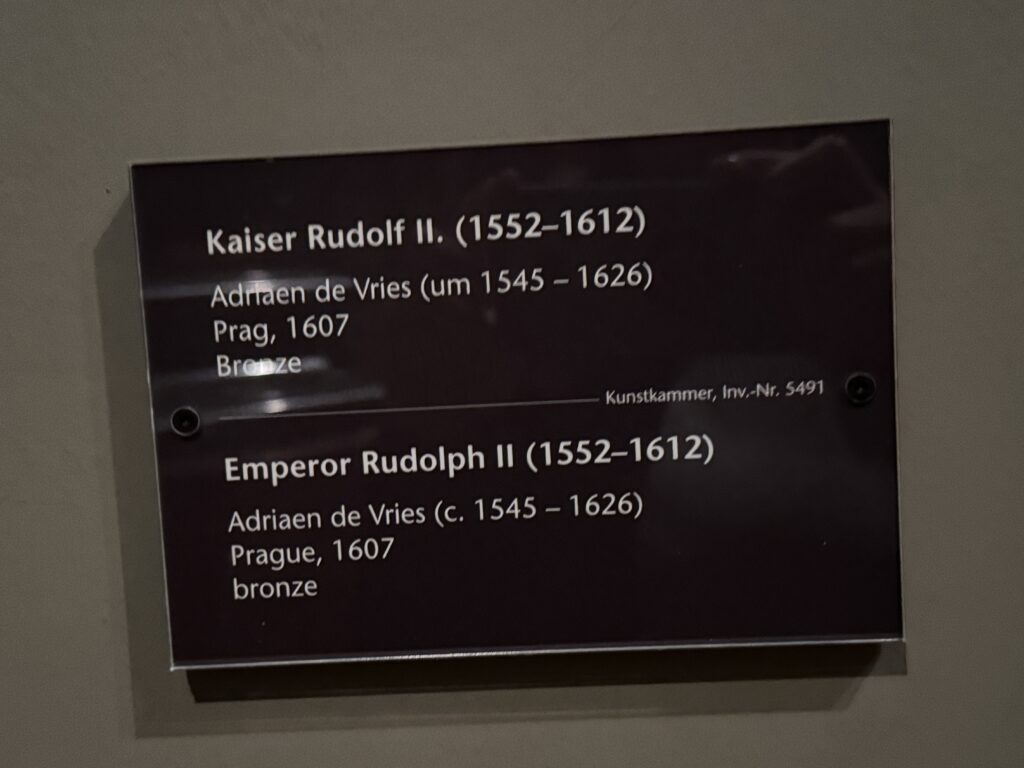 Kaiser Rudolf II. (1552–1612)
Adriaen de Vries (um 1545 – 1626)
Prag, 1607
Bronze
Kunstkammer, Inv.-Nr. 5491
Emperor Rudolph II (1552–1612)
Adriaen de Vries (c. 1545 – 1626)
Prague, 1607
bronze